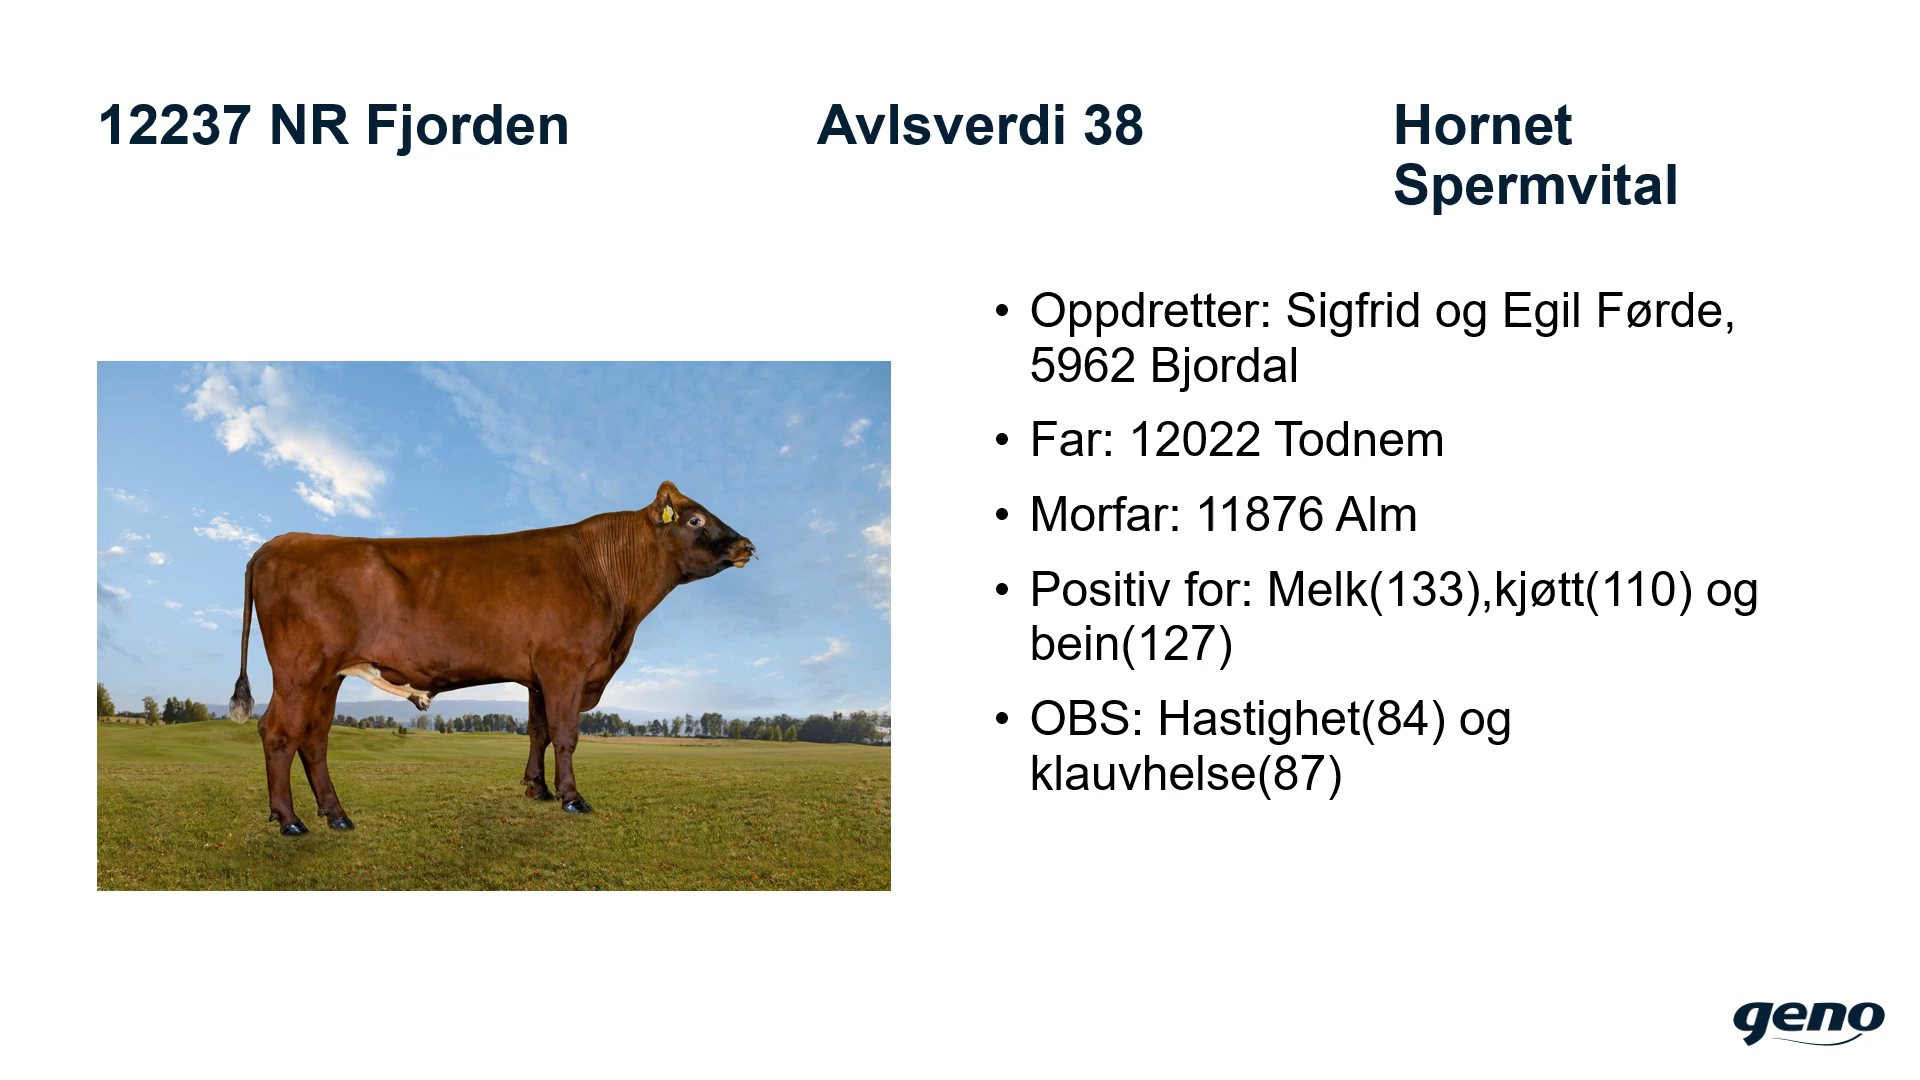 12237 NR Fjorden
Avlsverdi 38
Hornet
Spermvital
• Oppdretter: Sigfrid og Egil Førde,
5962 Bjordal
• Far: 12022 Todnem
• Morfar: 11876 Alm
• Positiv for: Melk(133),kjøtt(110) og
bein(127)
• OBS: Hastighet(84) og
klauvhelse(87)
geno